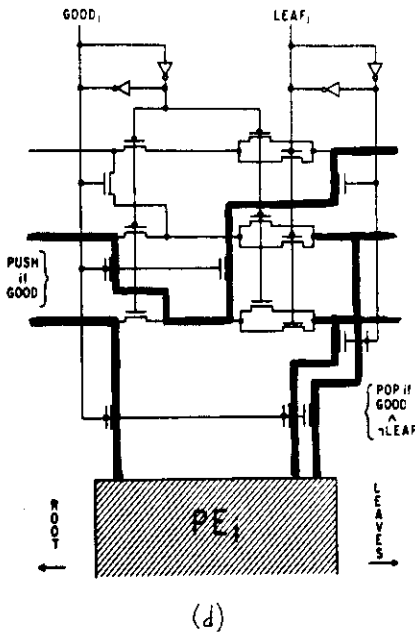 GOOD₁ LEAF₁
PUSH
if
GOOD
POP if
GOOD
^
¬LEAF
PE₁
ROOT
LEAVES
(d)